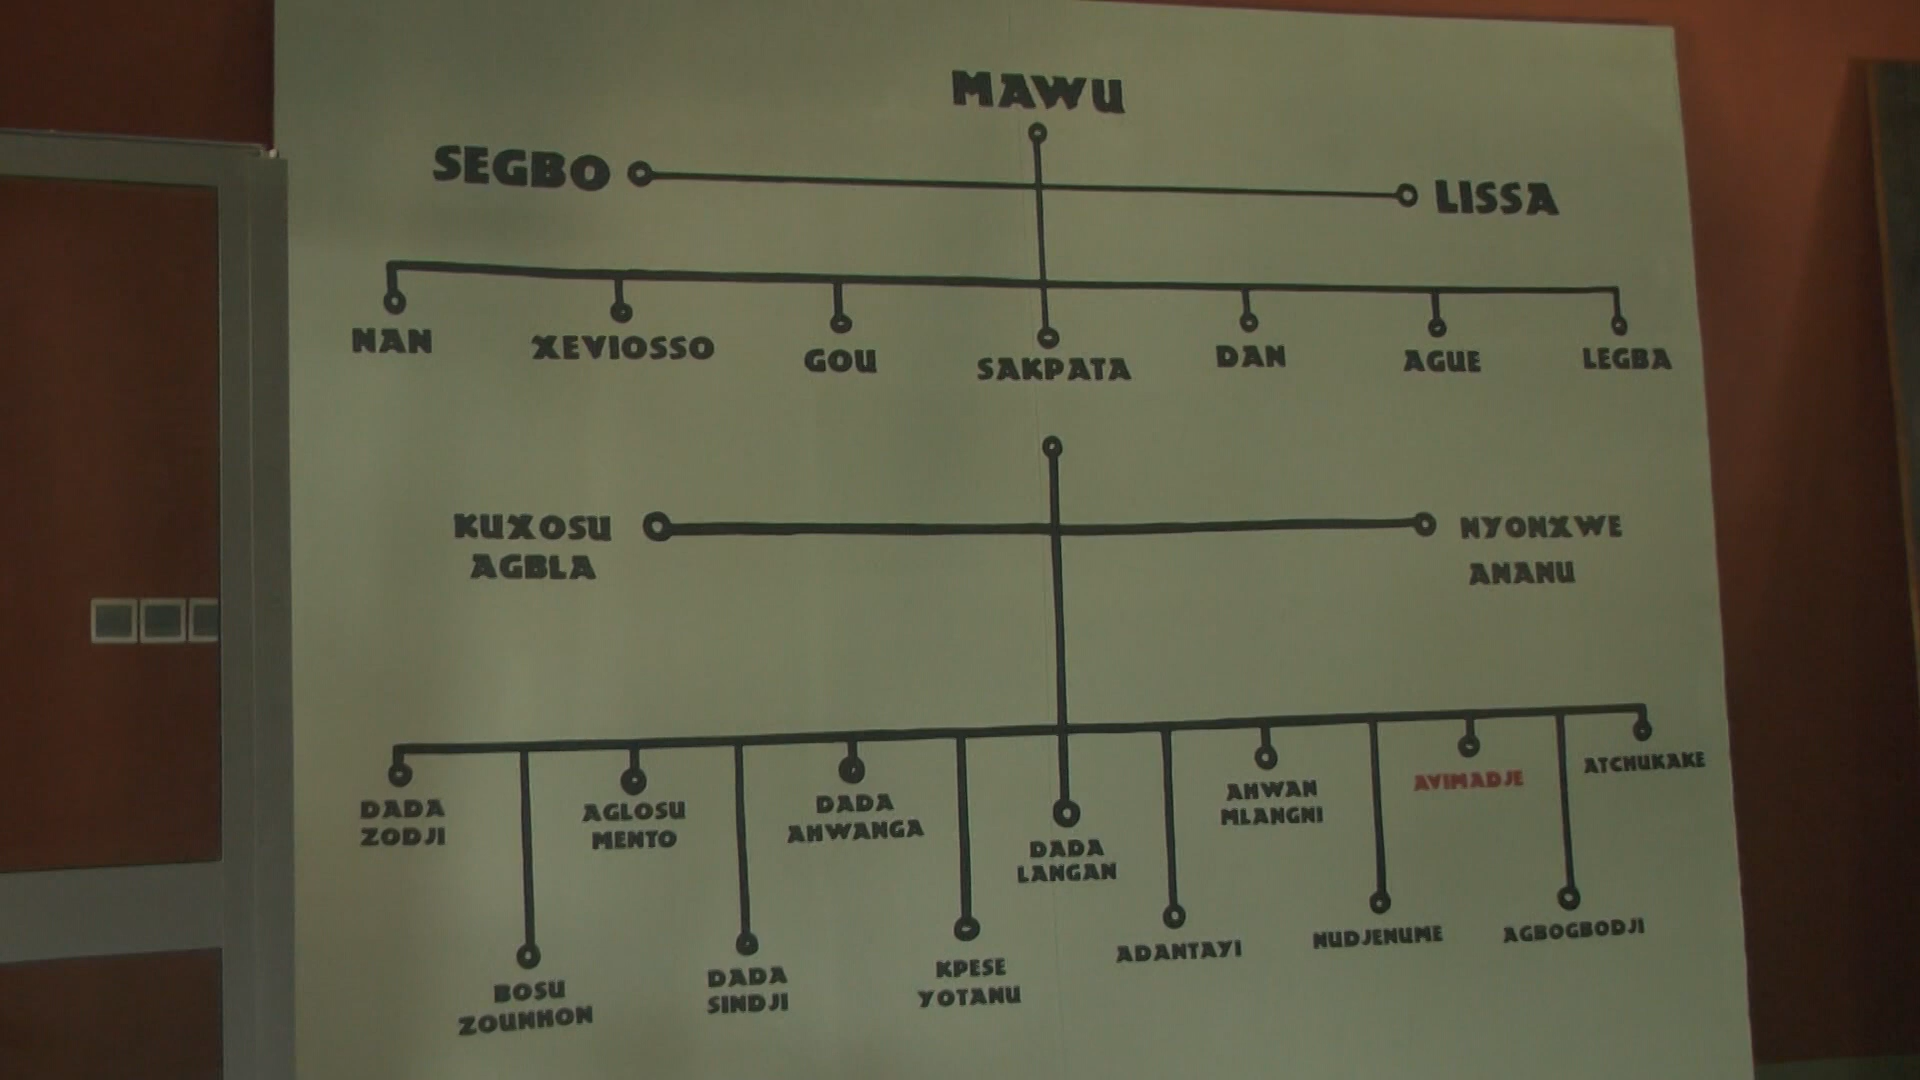 MAWU
SEGBO
LISSA
NAN
XEVIOSSO
GOU
SAKPATA
DAN
AGUE
LEGBA
KUXOSU
AGBLA
NYONXWE
ANANU
DADA
ZODJI
BOSU
ZOUNHON
AGLOSU
MENTO
DADA
SINDJI
DADA
AHWANGA
KPESE
YOTANU
DADA
LANGAN
ADANTAYI
AHWAN
MLANGNI
NUDJENUME
AVIMADJE
AGBOGBODJI
ATCHUKAKE